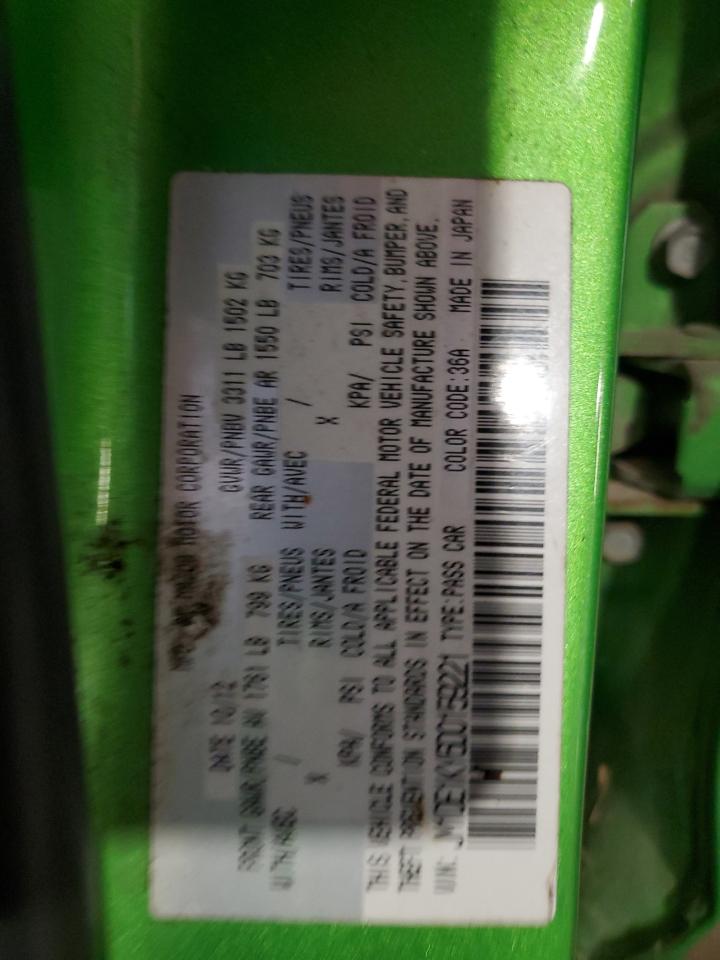 MFD. BY MAZDA MOTOR CORPORATION
DATE 10/12 GVWR/PNBV 3311 LB 1502 KG
FRONT GAWR/PNBE AV 1761 LB 799 KG REAR GAWR/PNBE AR 1550 LB 703 KG
WITH/AVEC / TIRES/PNEUS WITH/AVEC / TIRES/PNEUS
X RIMS/JANTES X RIMS/JANTES
KPA/ PSI COLD/A FROID KPA/ PSI COLD/A FROID
THIS VEHICLE CONFORMS TO ALL APPLICABLE FEDERAL MOTOR VEHICLE SAFETY, BUMPER, AND
THEFT PREVENTION STANDARDS IN EFFECT ON THE DATE OF MANUFACTURE SHOWN ABOVE.
VIN: TYPE:PASS CAR COLOR CODE:36A MADE IN JAPAN